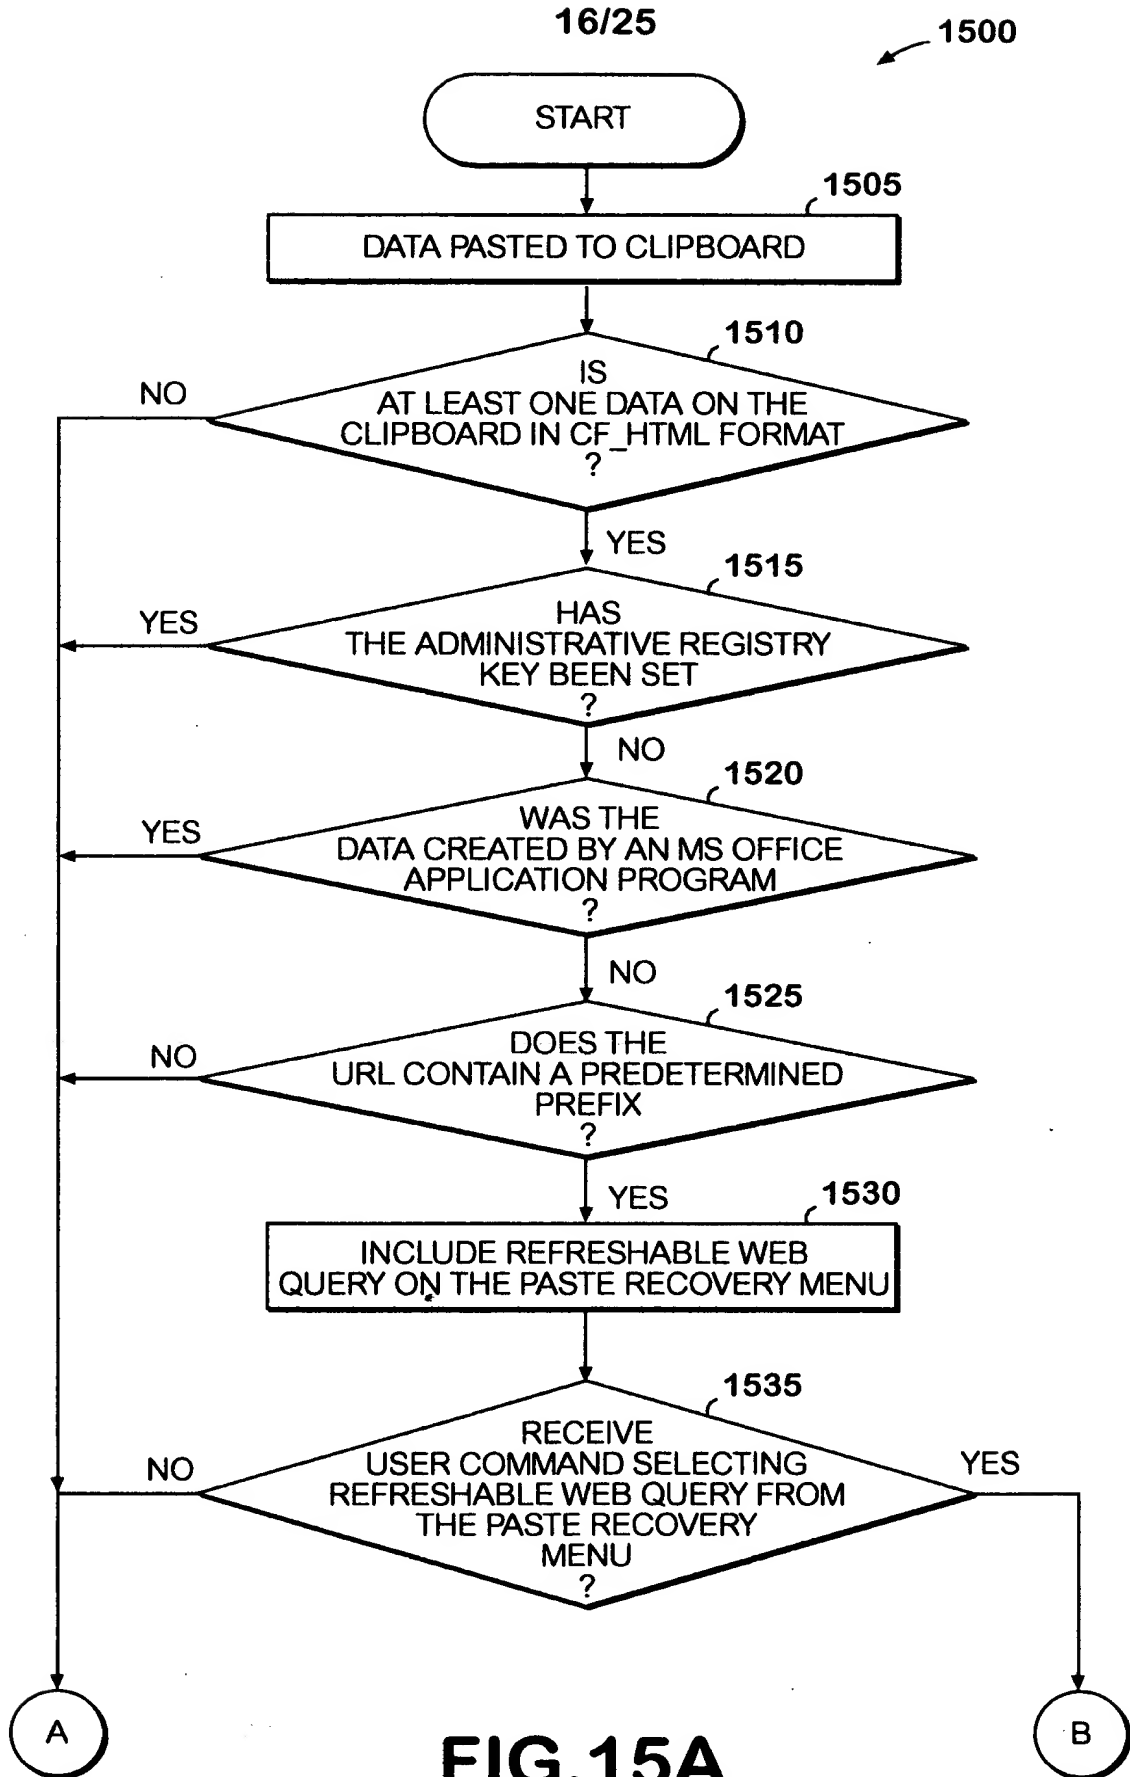 16/25
1500
START
1505
DATA PASTED TO CLIPBOARD
1510
IS
AT LEAST ONE DATA ON THE
CLIPBOARD IN CF_HTML FORMAT
?
NO
YES
1515
HAS
THE ADMINISTRATIVE REGISTRY
KEY BEEN SET
?
YES
NO
1520
WAS THE
DATA CREATED BY AN MS OFFICE
APPLICATION PROGRAM
?
YES
NO
1525
DOES THE
URL CONTAIN A PREDETERMINED
PREFIX
?
NO
YES
1530
INCLUDE REFRESHABLE WEB
QUERY ON THE PASTE RECOVERY MENU
1535
RECEIVE
USER COMMAND SELECTING
REFRESHABLE WEB QUERY FROM
THE PASTE RECOVERY
MENU
?
NO
YES
A
B
FIG.15A